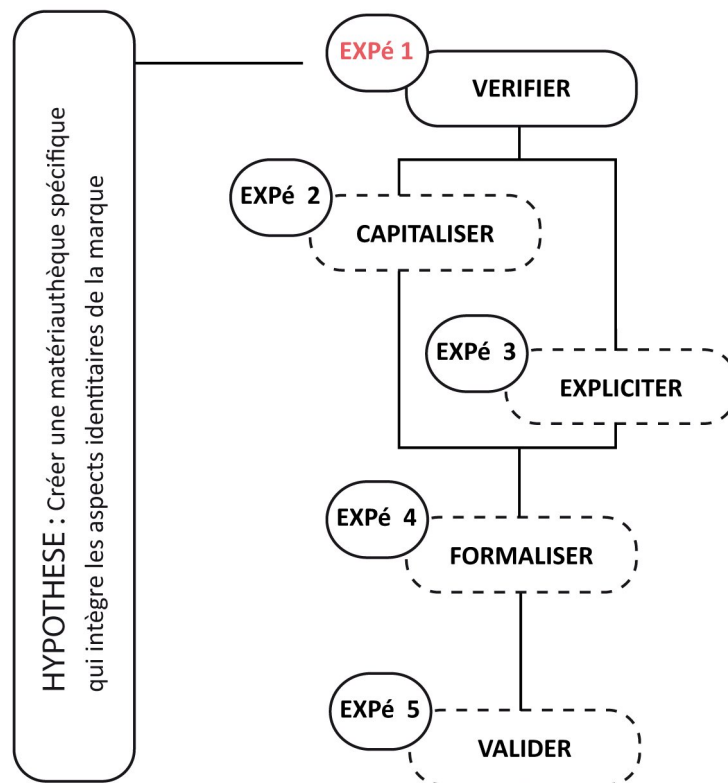 HYPOTHESE : Créer une matériauthèque spécifique
qui intègre les aspects identitaires de la marque
EXPé 1
VERIFIER
EXPé 2
CAPITALISER
EXPé 3
EXPLICITER
EXPé 4
FORMALISER
EXPé 5
VALIDER